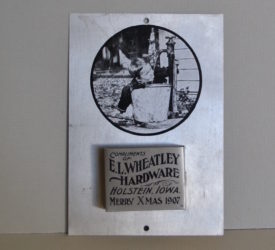 COMPLIMENTS
OF
E.L. WHEATLEY
HARDWARE
HOLSTEIN, IOWA.
MERRY XMAS 1907